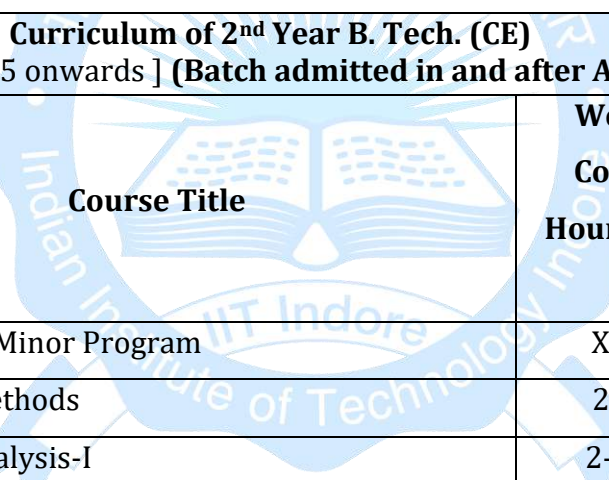 Curriculum of 2nd Year B. Tech. (CE)
5 onwards ] (Batch admitted in and after A
We
Co
Hour
Course Title
Minor Program X
ethods 2
alysis-I 2-
Indian Institute of Technology Indore
IIT Indore